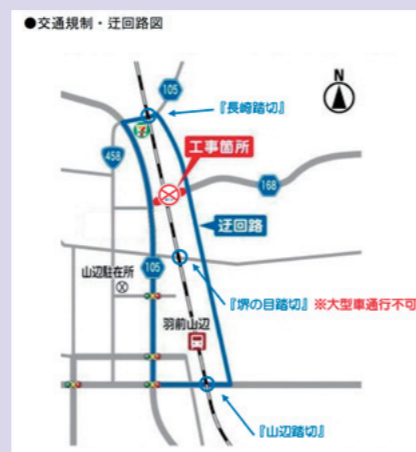 ●交通規制・迂回路図
N
105
『長崎踏切』
工事箇所
458
168
迂回路
山辺駐在所
105
『堺の目踏切』※大型車通行不可
羽前山辺
『山辺踏切』